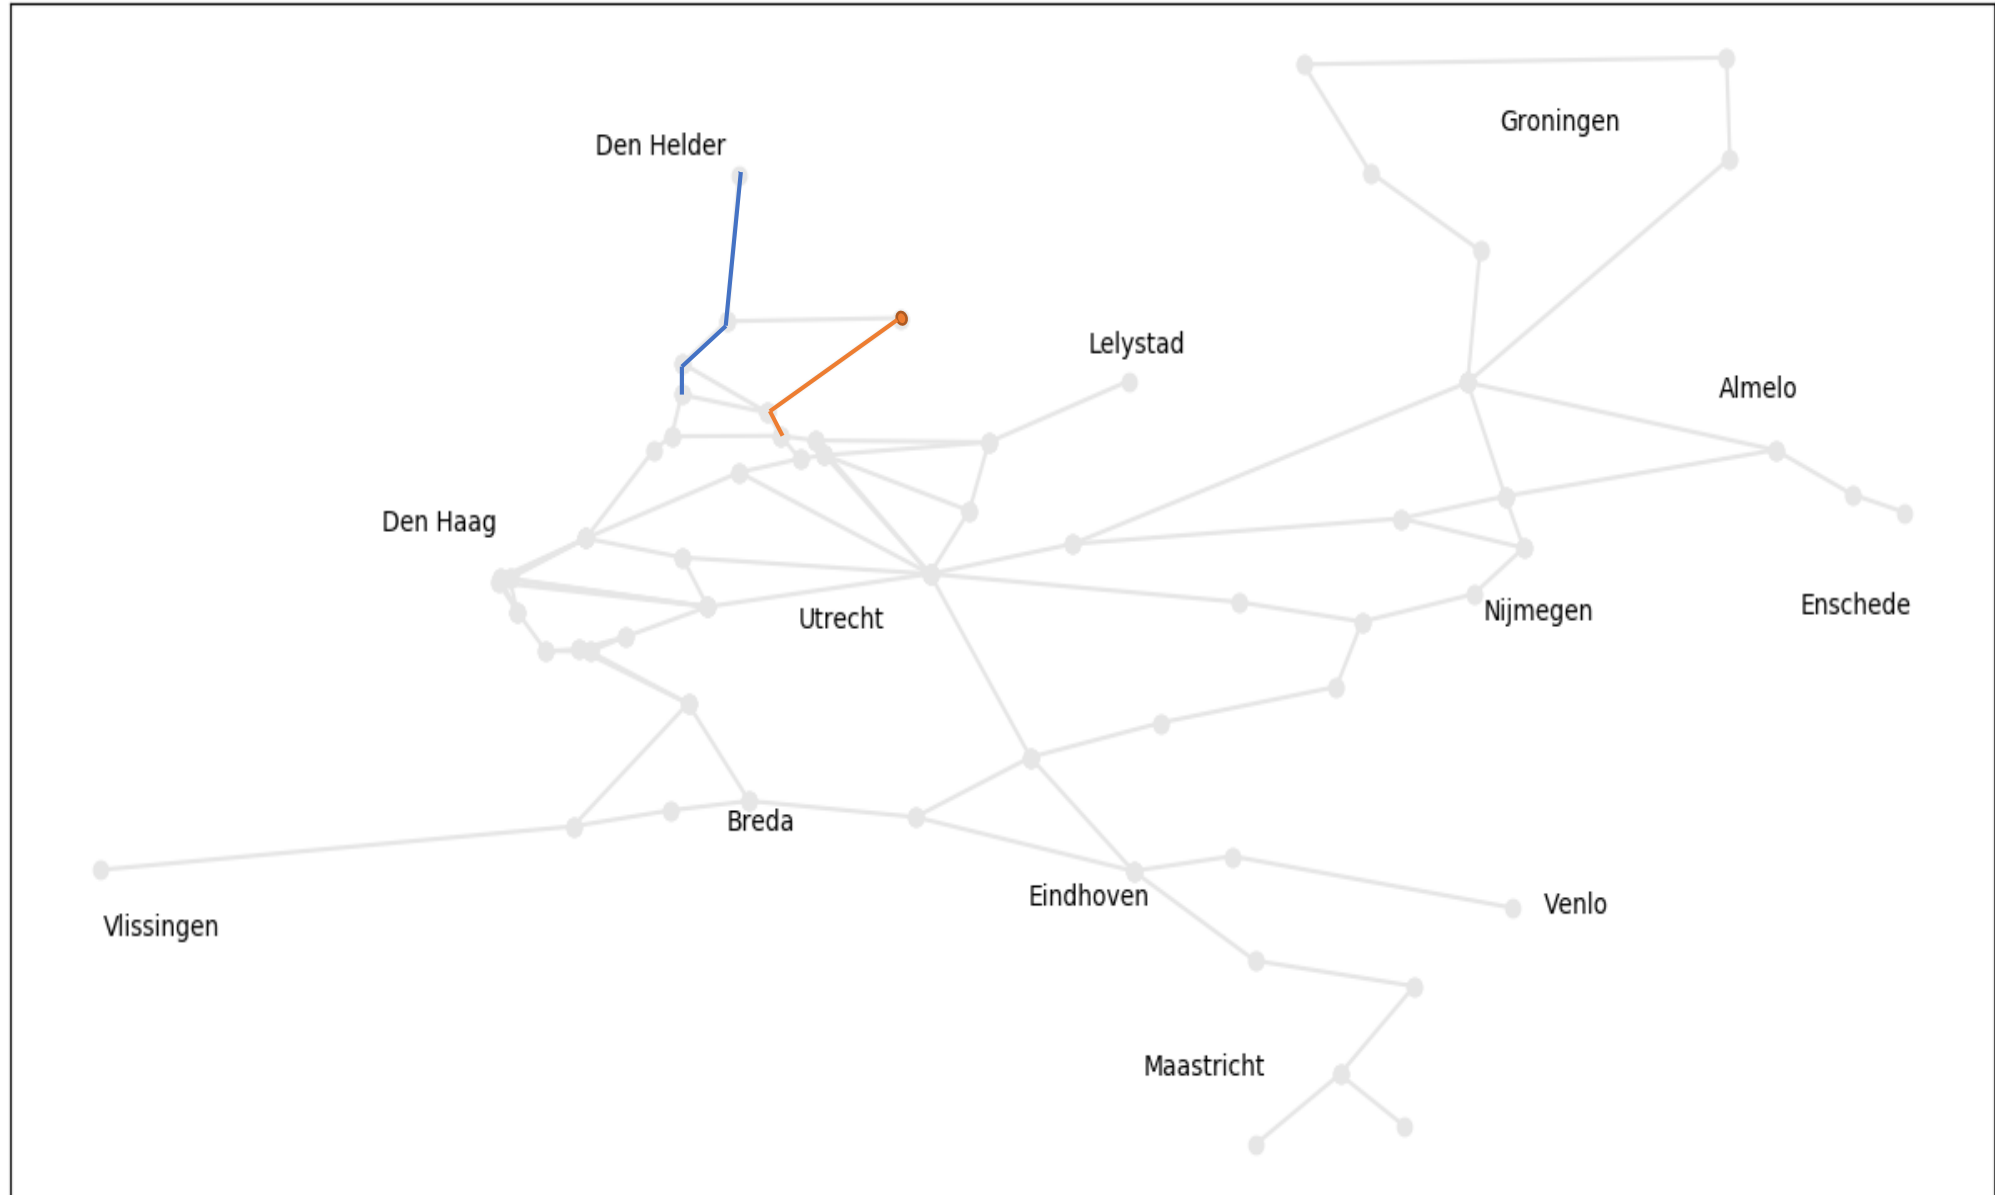 Groningen
Den Helder
Lelystad
Almelo
Den Haag
Enschede
Nijmegen
Utrecht
Breda
Eindhoven
Venlo
Vlissingen
Maastricht